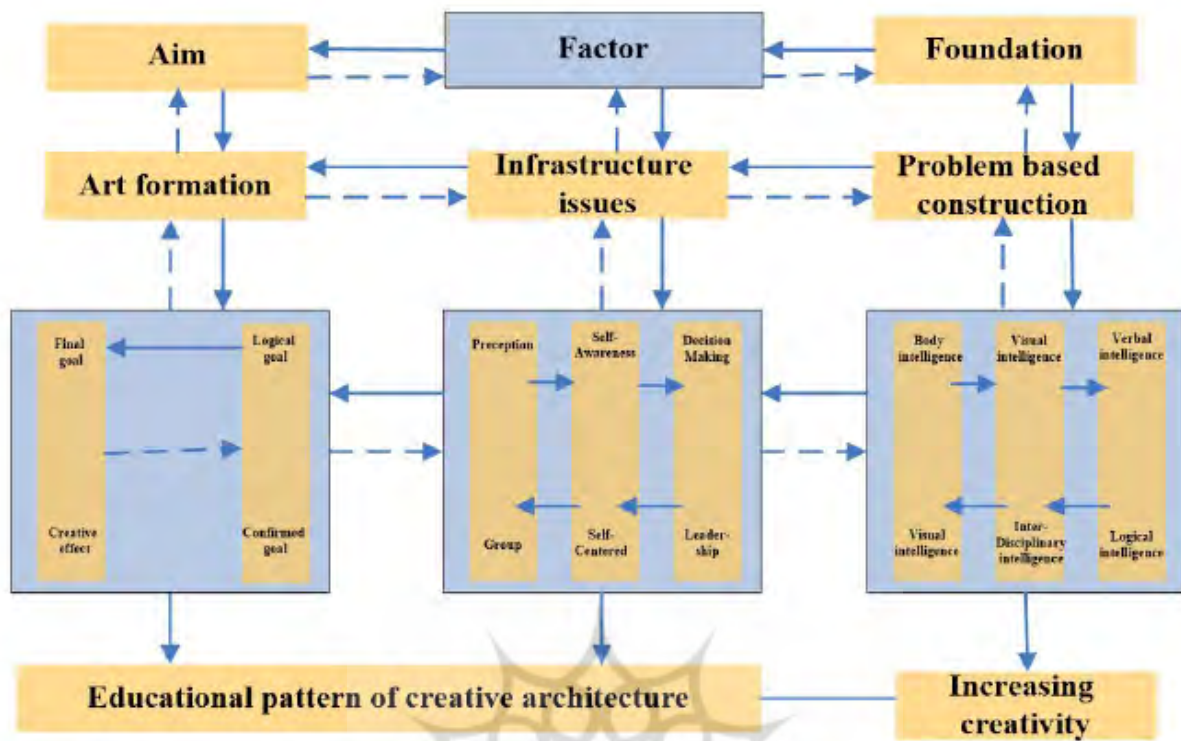 Aim
Factor
Foundation
Art formation
Infrastructure
issues
Problem based
construction
Final
goal
Logical
goal
Creative
effect
Confirmed
goal
Preception
Self-
Awareness
Decision
Making
Group
Self-
Centered
Leader-
ship
Body
intelligence
Visual
intelligence
Verbal
intelligence
Visual
intelligence
Inter-
Disciplinary
intelligence
Logical
intelligence
Educational pattern of creative architecture
Increasing
creativity